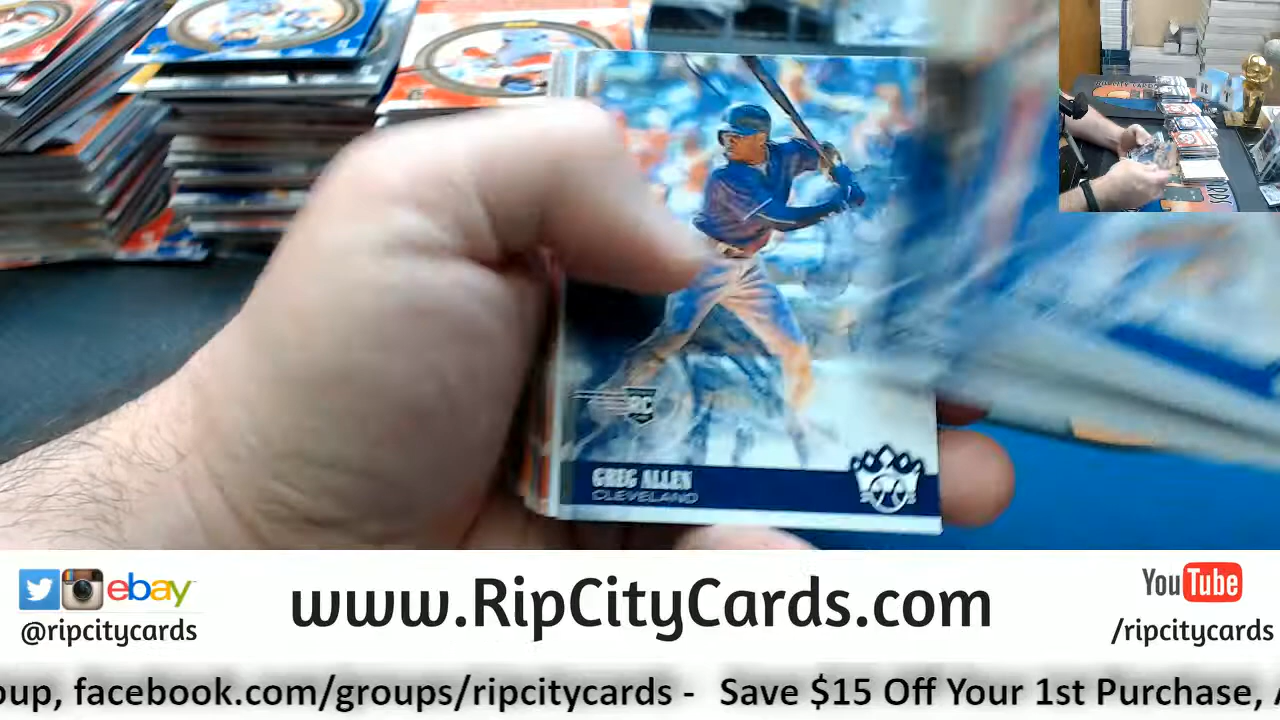 RC
GREG ALLEN
CLEVELAND
ebay
@ripcitycards
www.RipCityCards.com
YouTube
/ripcitycards
oup, facebook.com/groups/ripcitycards - Save $15 Off Your 1st Purchase,